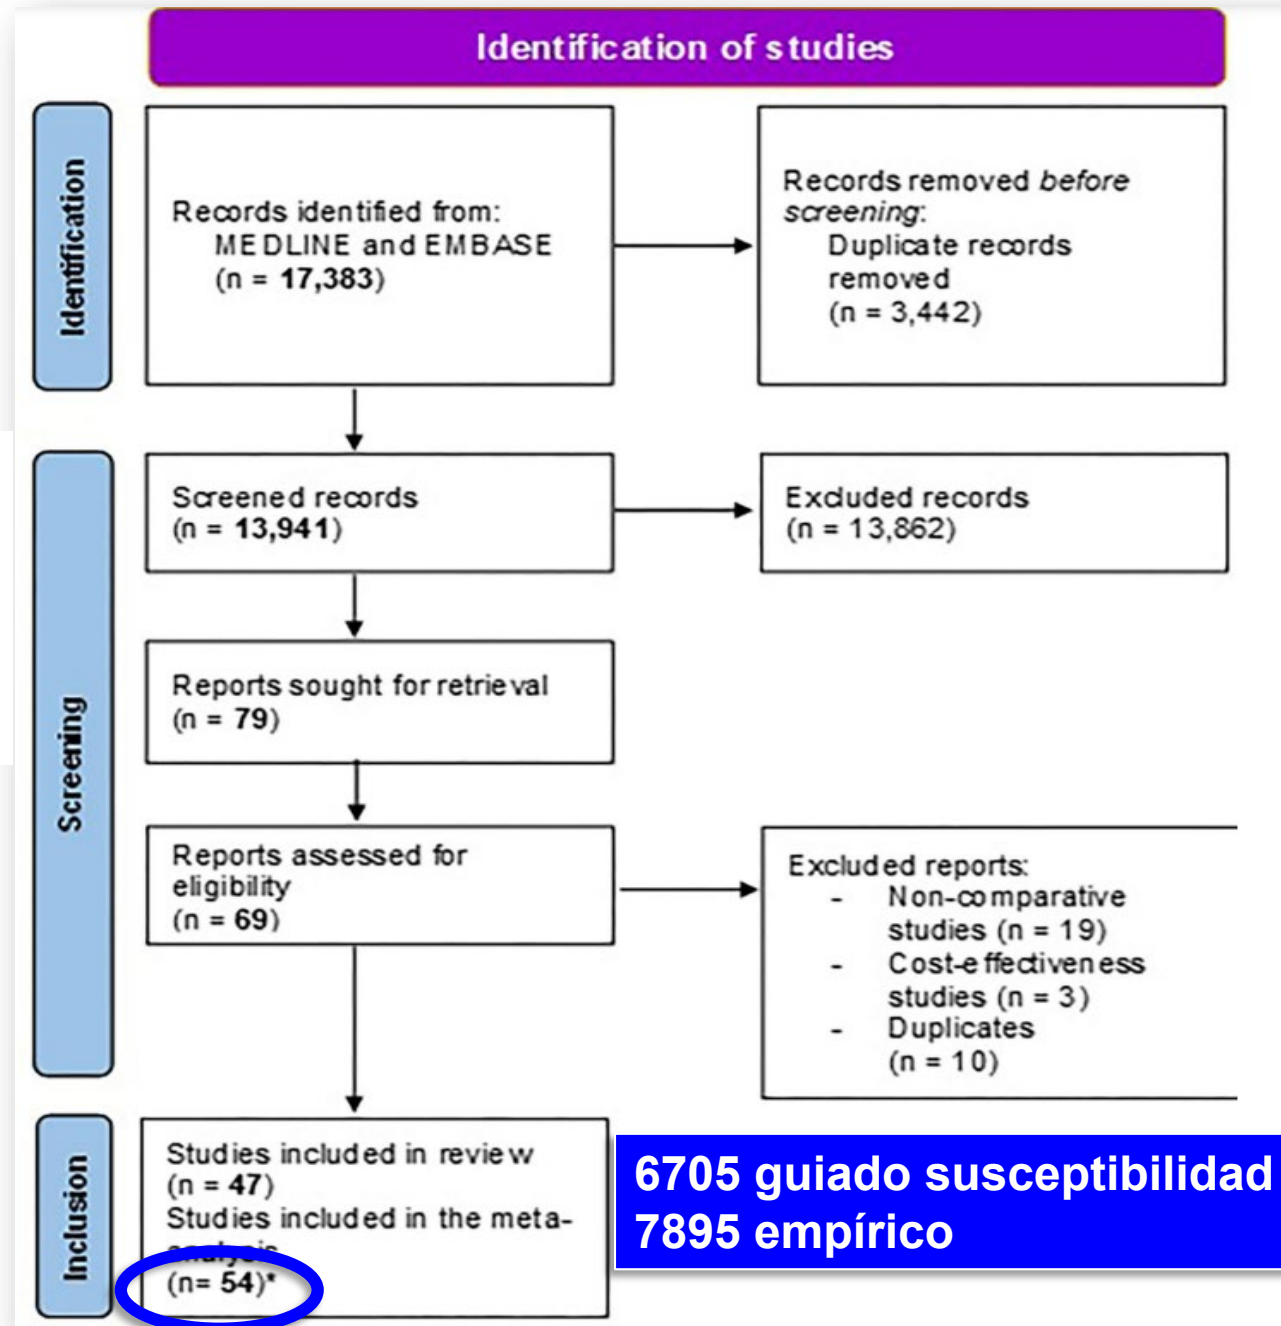 Identification of studies
Identification
Records identified from:
MEDLINE and EMBASE
(n = 17,383)
Records removed before
screening:
Duplicate records
removed
(n = 3,442)
Screening
Screened records
(n = 13,941)
Excluded records
(n = 13,862)
Reports sought for retrieval
(n = 79)
Reports assessed for
eligibility
(n = 69)
Excluded reports:
- Non-comparative
studies (n = 19)
- Cost-effectiveness
studies (n = 3)
- Duplicates
(n = 10)
Inclusion
Studies included in review
(n = 47)
Studies included in the meta-
analysis
(n= 54)*
6705 guiado susceptibilidad
7895 empírico